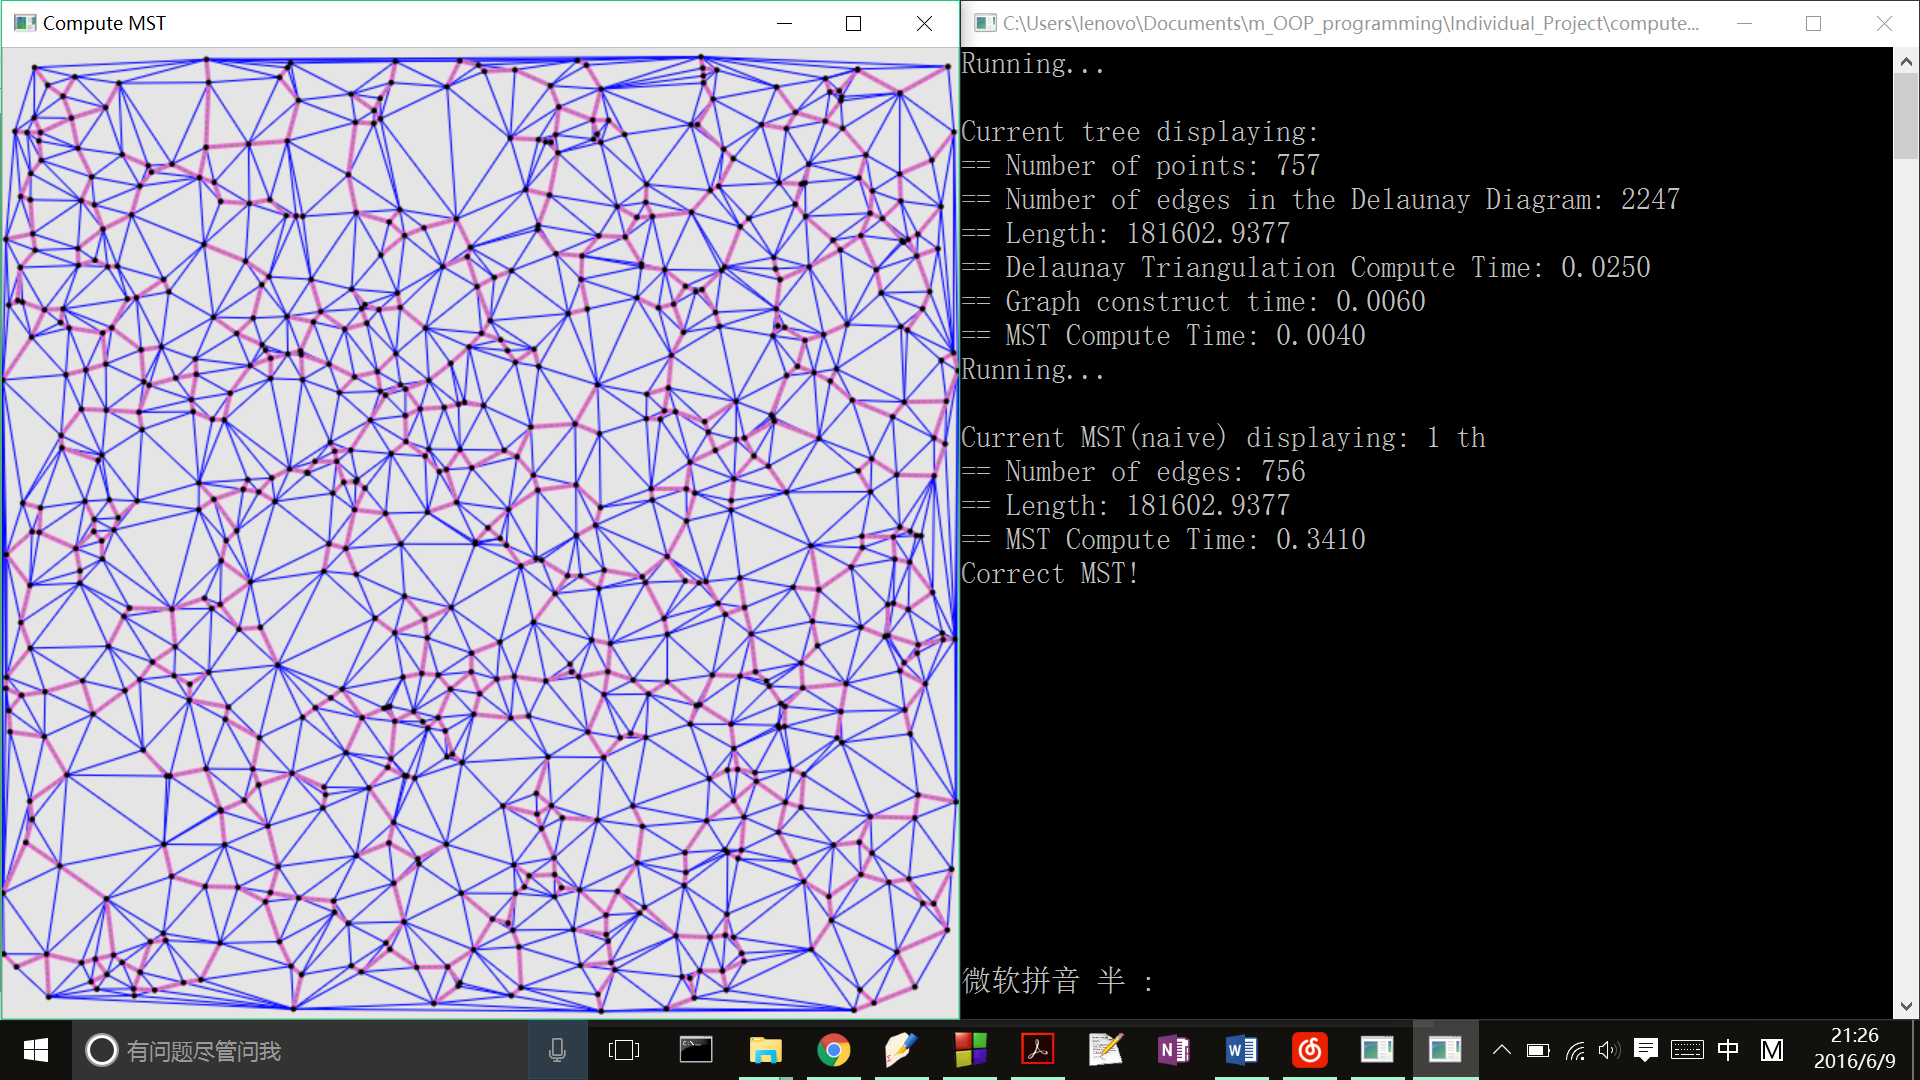 Compute MST
C:\Users\lenovo\Documents\m_OOP_programming\Individual_Project\compute...
Running...
Current tree displaying:
== Number of points: 757
== Number of edges in the Delaunay Diagram: 2247
== Length: 181602.9377
== Delaunay Triangulation Compute Time: 0.0250
== Graph construct time: 0.0060
== MST Compute Time: 0.0040
Running...
Current MST(naive) displaying: 1 th
== Number of edges: 756
== Length: 181602.9377
== MST Compute Time: 0.3410
Correct MST!
微软拼音 半 :
有问题尽管问我
中
M
21:26
2016/6/9